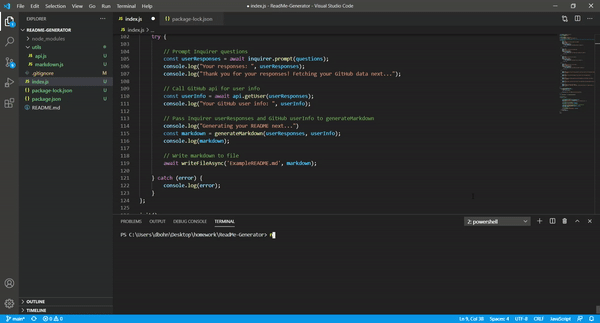 File Edit Selection View Go Run Terminal Help
● index.js - ReadMe-Generator - Visual Studio Code
EXPLORER
README-GENERATOR
node_modules
utils
api.js
markdown.js
.gitignore M
index.js
package-lock.json
package.json
README.md
OUTLINE
TIMELINE
index.js ●
package-lock.json
index.js > ...
102 try {
103
104 // Prompt Inquirer questions
105 const userResponses = await inquirer.prompt(questions);
106 console.log("Your responses: ", userResponses);
107 console.log("Thank you for your responses! Fetching your GitHub data next...");
108
109 // Call GitHub api for user info
110 const userInfo = await api.getUser(userResponses);
111 console.log("Your GitHub user info: ", userInfo);
112
113 // Pass Inquirer userResponses and GitHub userInfo to generateMarkdown
114 console.log("Generating your README next...")
115 const markdown = generateMarkdown(userResponses, userInfo);
116 console.log(markdown);
117
118 // Write markdown to file
119 await writeFileAsync('ExampleREADME.md', markdown);
120
121 } catch (error) {
122 console.log(error);
123 }
124 };
125
PROBLEMS OUTPUT DEBUG CONSOLE TERMINAL
2: powershell
PS C:\Users\dbohn\Desktop\homework\ReadMe-Generator> n
main*
0 0
Ln 9, Col 38 Spaces: 4 UTF-8 CRLF JavaScript